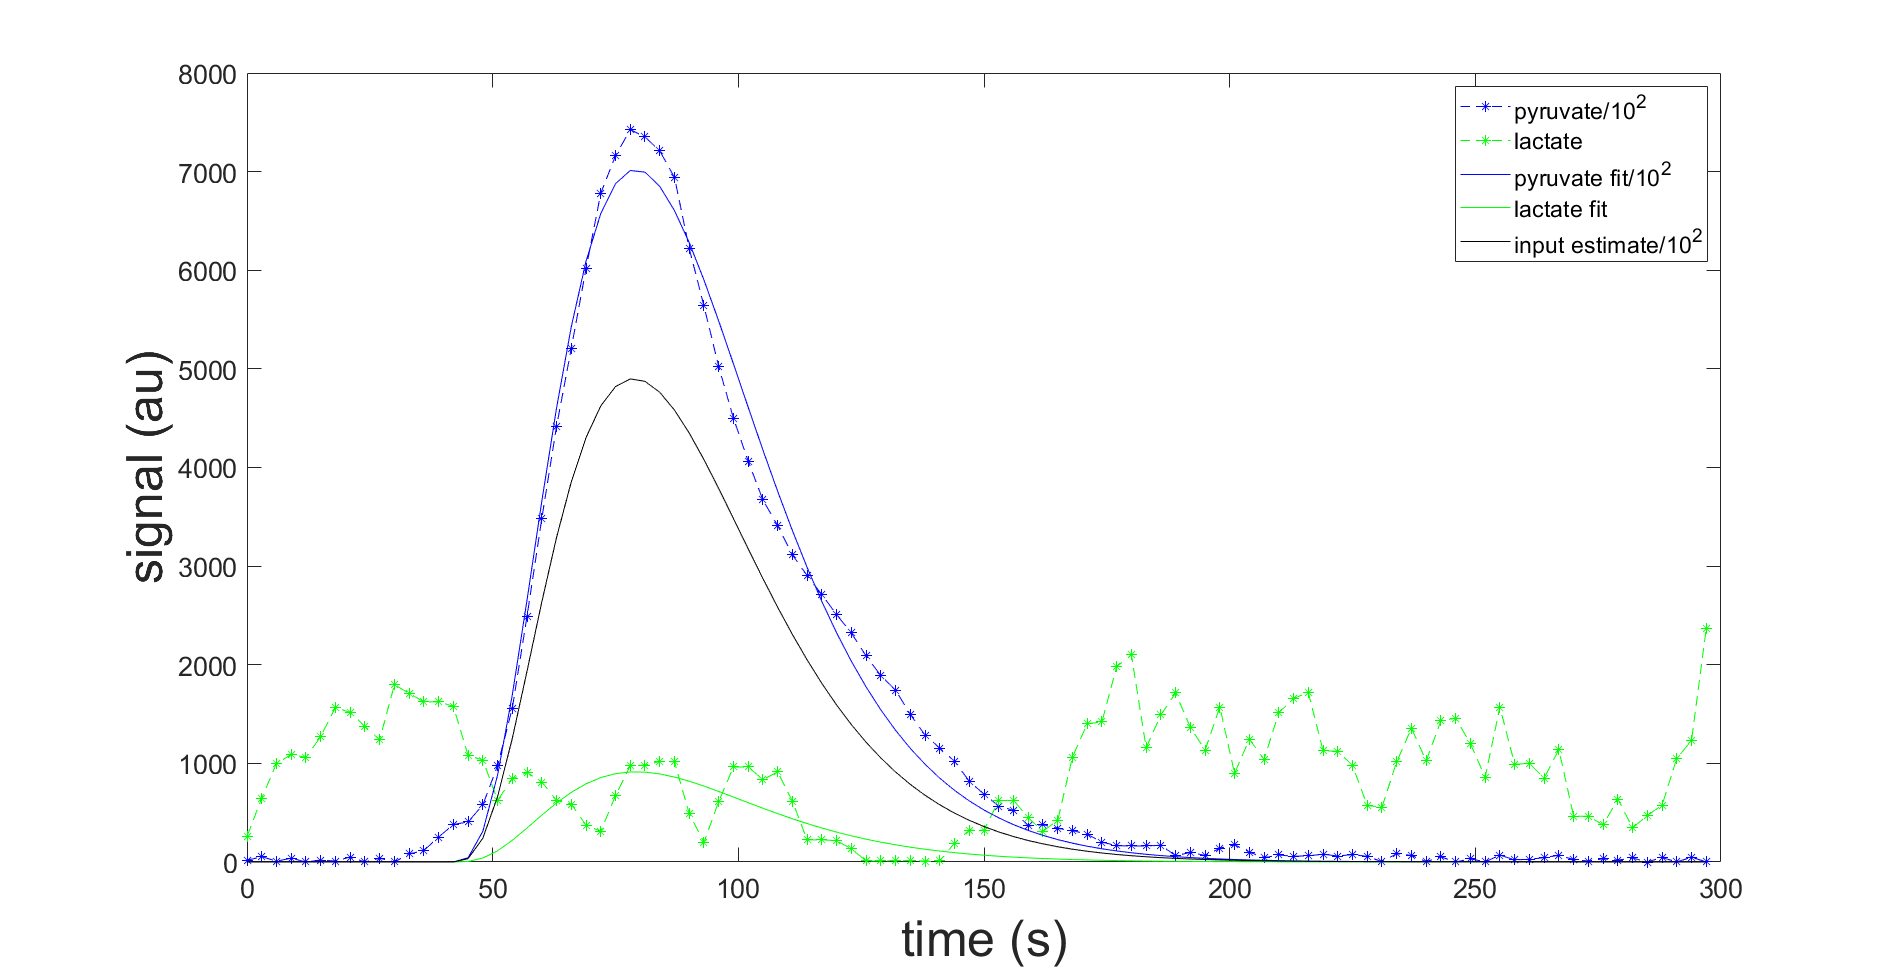 8000
7000
6000
5000
4000
3000
2000
1000
0
signal (au)
0 50 100 150 200 250 300
time (s)
pyruvate/10²
lactate
pyruvate fit/10²
lactate fit
input estimate/10²